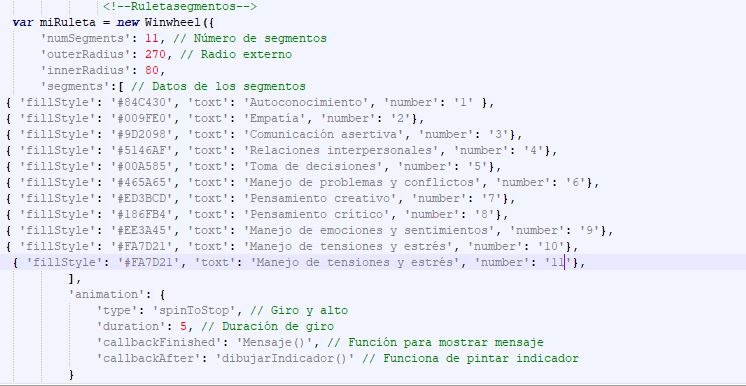 <!--Ruletasegmentos-->
var miRuleta = new Winwheel({
'numSegments': 11, // Número de segmentos
'outerRadius': 270, // Radio externo
'innerRadius': 80,
'segments':[ // Datos de los segmentos
{ 'fillStyle': '#84C430', 'text': 'Autoconocimiento', 'number': '1' },
{ 'fillStyle': '#009FE0', 'text': 'Empatía', 'number': '2'},
{ 'fillStyle': '#9D2098', 'text': 'Comunicación asertiva', 'number': '3'},
{ 'fillStyle': '#5146AF', 'text': 'Relaciones interpersonales', 'number': '4'},
{ 'fillStyle': '#00A585', 'text': 'Toma de decisiones', 'number': '5'},
{ 'fillStyle': '#465A65', 'text': 'Manejo de problemas y conflictos', 'number': '6'},
{ 'fillStyle': '#ED3BCD', 'text': 'Pensamiento creativo', 'number': '7'},
{ 'fillStyle': '#186FB4', 'text': 'Pensamiento crítico', 'number': '8'},
{ 'fillStyle': '#EE3A45', 'text': 'Manejo de emociones y sentimientos', 'number': '9'},
{ 'fillStyle': '#FA7D21', 'text': 'Manejo de tensiones y estrés', 'number': '10'},
{ 'fillStyle': '#FA7D21', 'text': 'Manejo de tensiones y estrés', 'number': '11'},
],
'animation': {
'type': 'spinToStop', // Giro y alto
'duration': 5, // Duración de giro
'callbackFinished': 'Mensaje()', // Función para mostrar mensaje
'callbackAfter': 'dibujarIndicador()' // Funciona de pintar indicador
}